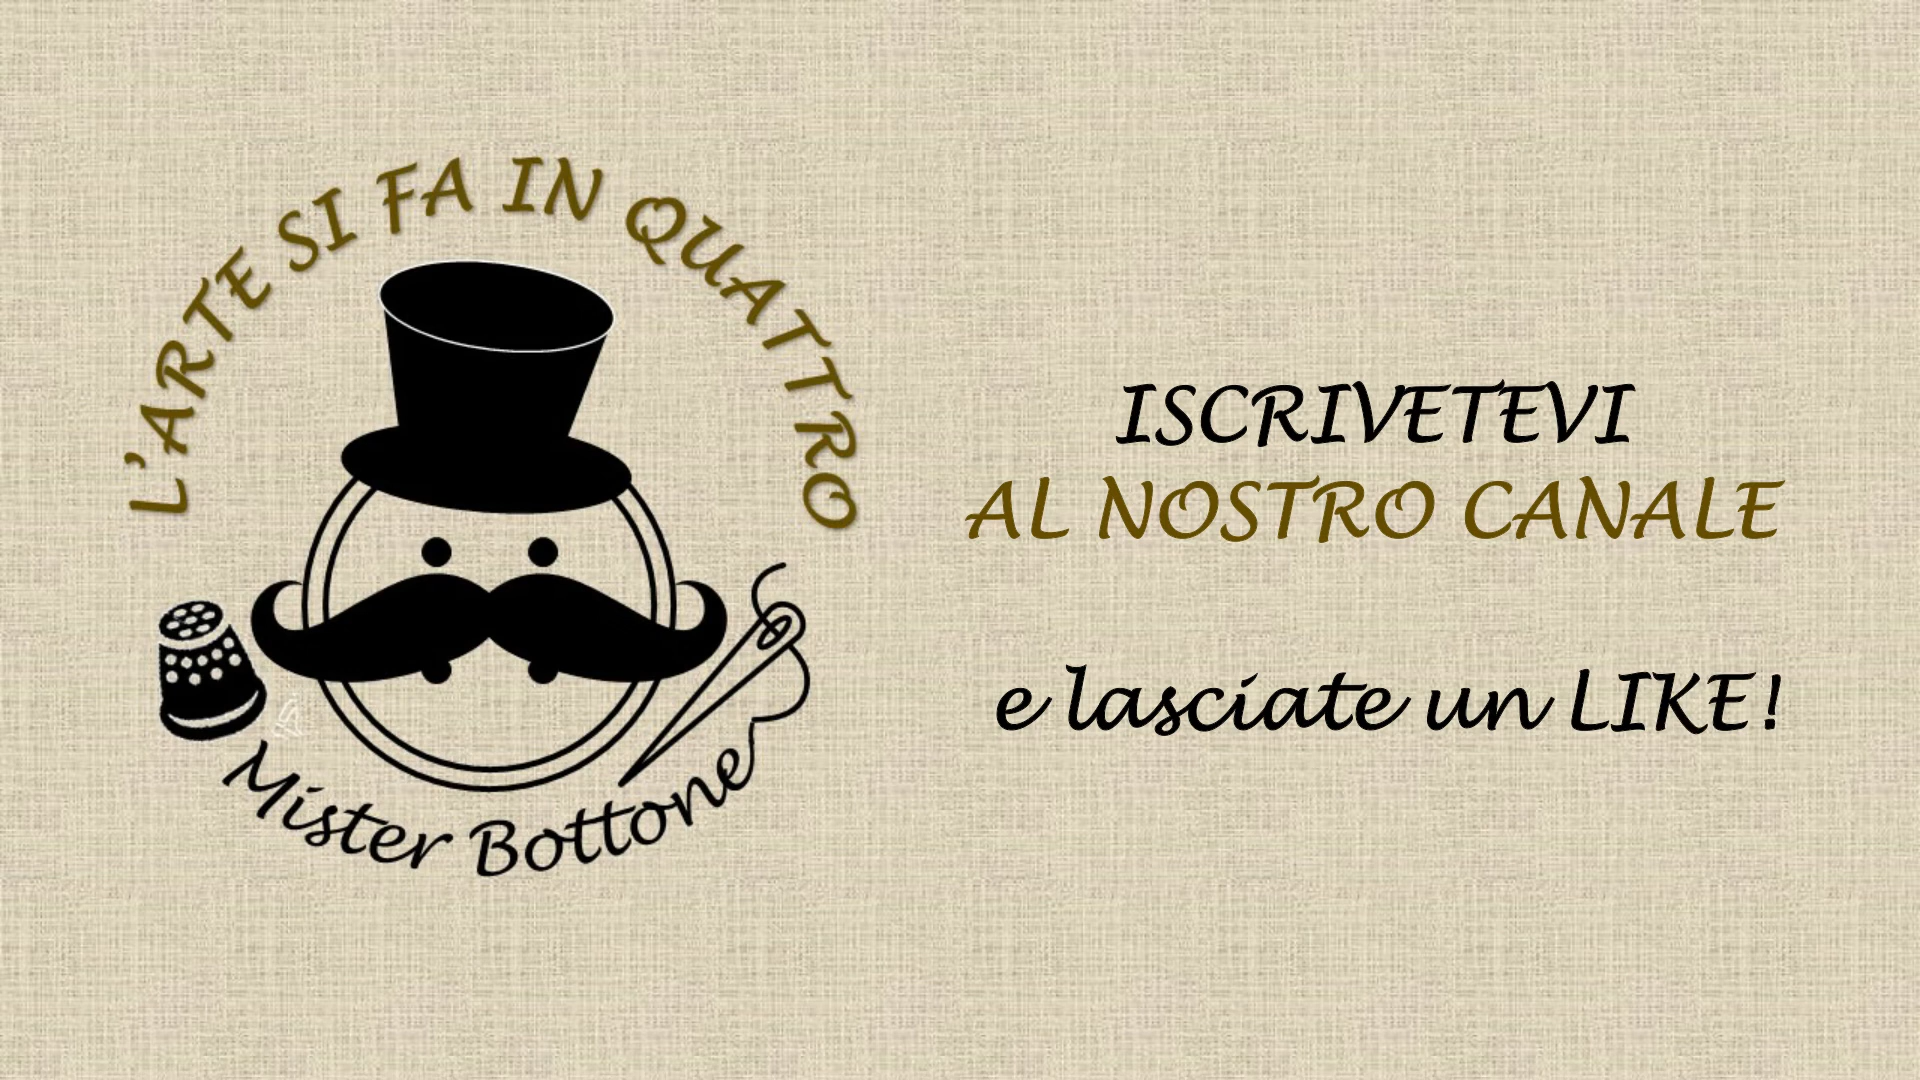 L'ARTE SI FA IN QUATTRO
Mister Bottone
ISCRIVETEVI
AL NOSTRO CANALE
e lasciate un LIKE!